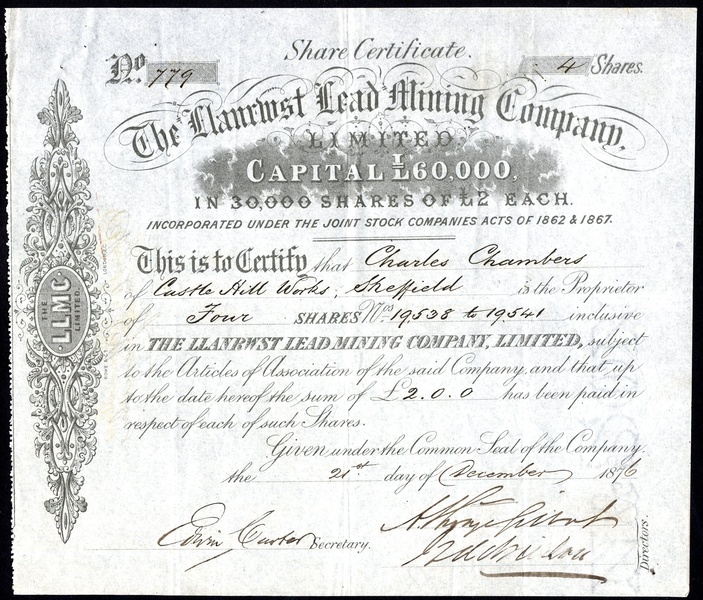 Share Certificate.
No. 779
4 Shares.
The Llanrwst Lead Mining Company,
LIMITED.
CAPITAL £60,000,
IN 30,000 SHARES OF £2 EACH.
INCORPORATED UNDER THE JOINT STOCK COMPANIES ACTS OF 1862 & 1867.
This is to Certify that Charles Chambers
of Castle Hill Works, Sheffield is the Proprietor
of Four SHARES Nos 19,538 to 19,541 inclusive
in THE LLANRWST LEAD MINING COMPANY, LIMITED, subject
to the Articles of Association of the said Company, and that up
to the date hereof the sum of £2.0.0 has been paid in
respect of each of such Shares.
Given under the Common Seal of the Company,
the 21st day of December 1876
Edwin Secretary.
Directors.
THE
LLMC
LIMITED.